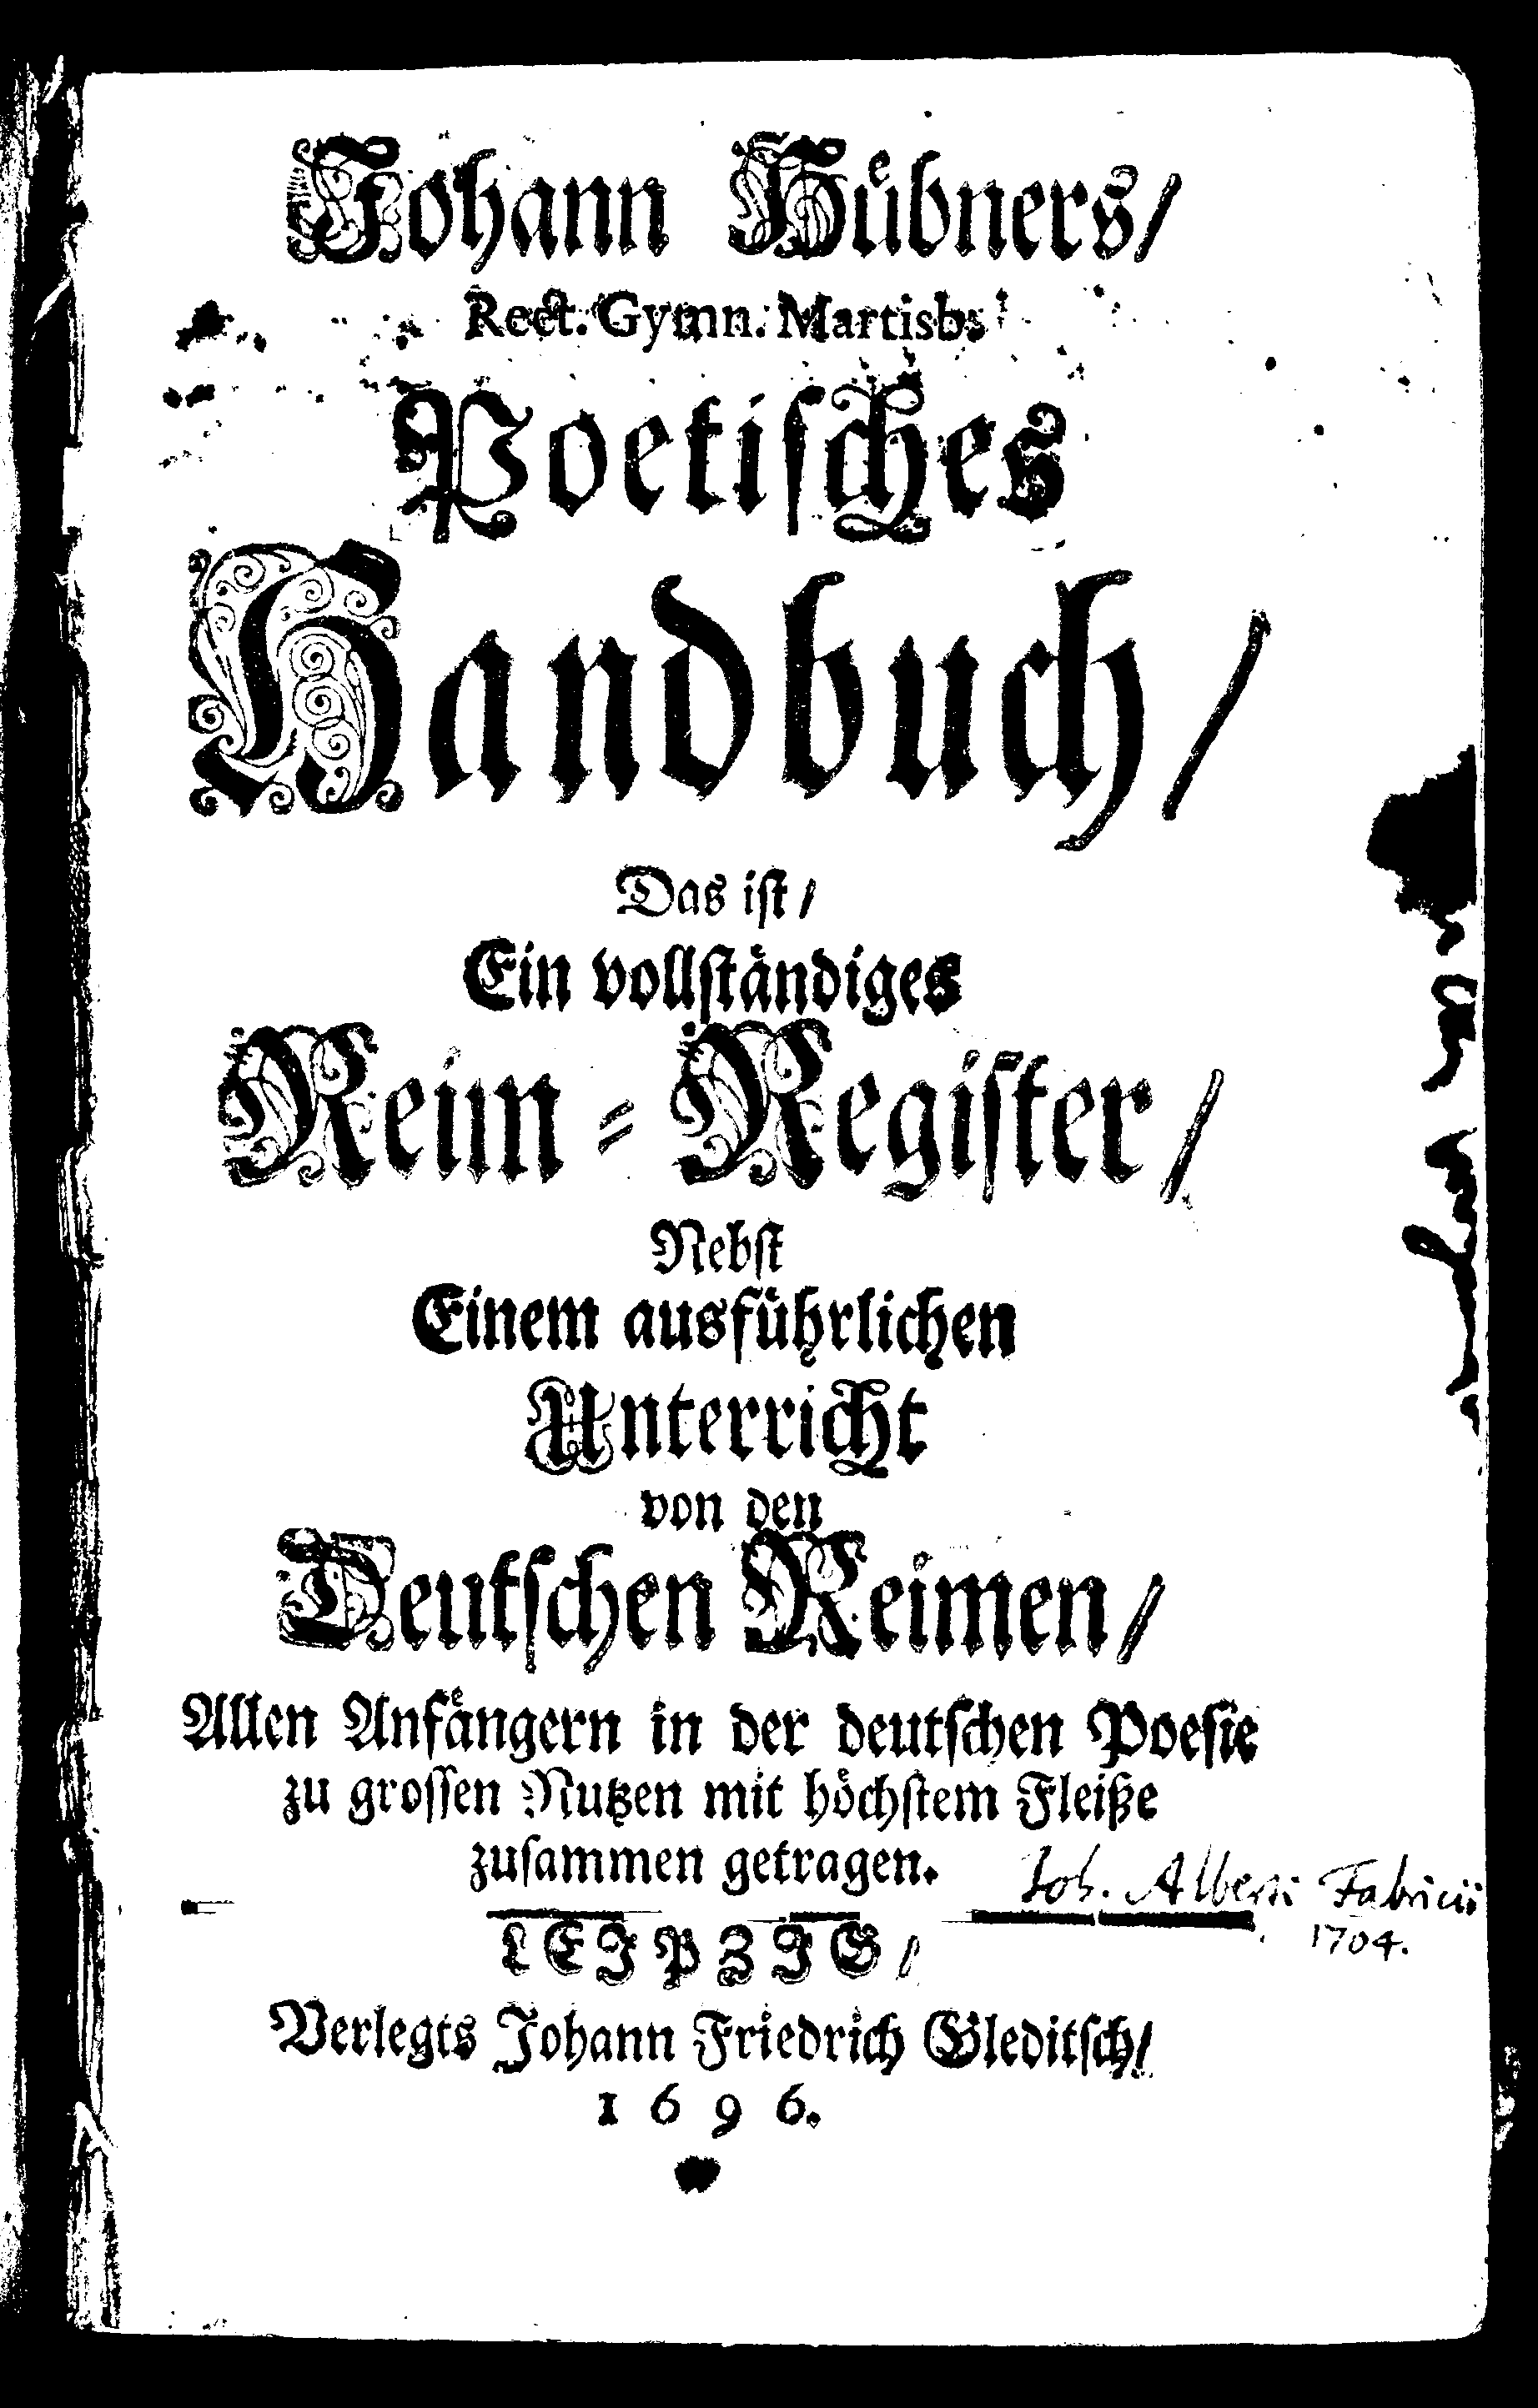 Johann Hübners/
Rect. Gymn. Martisb.
Poetisches
Handbuch/
Das ist/
Ein vollständiges
Reim-Register/
Nebst
Einem ausführlichen
Unterricht
von den
Deutschen Reimen/
Allen Anfängern in der deutschen Poesie
zu grossen Nutzen mit höchstem Fleiße
zusammen getragen.
Joh. Alberti Fabricii
1704.
LEIPZIG/
Verlegts Johann Friedrich Gleditsch/
1696.